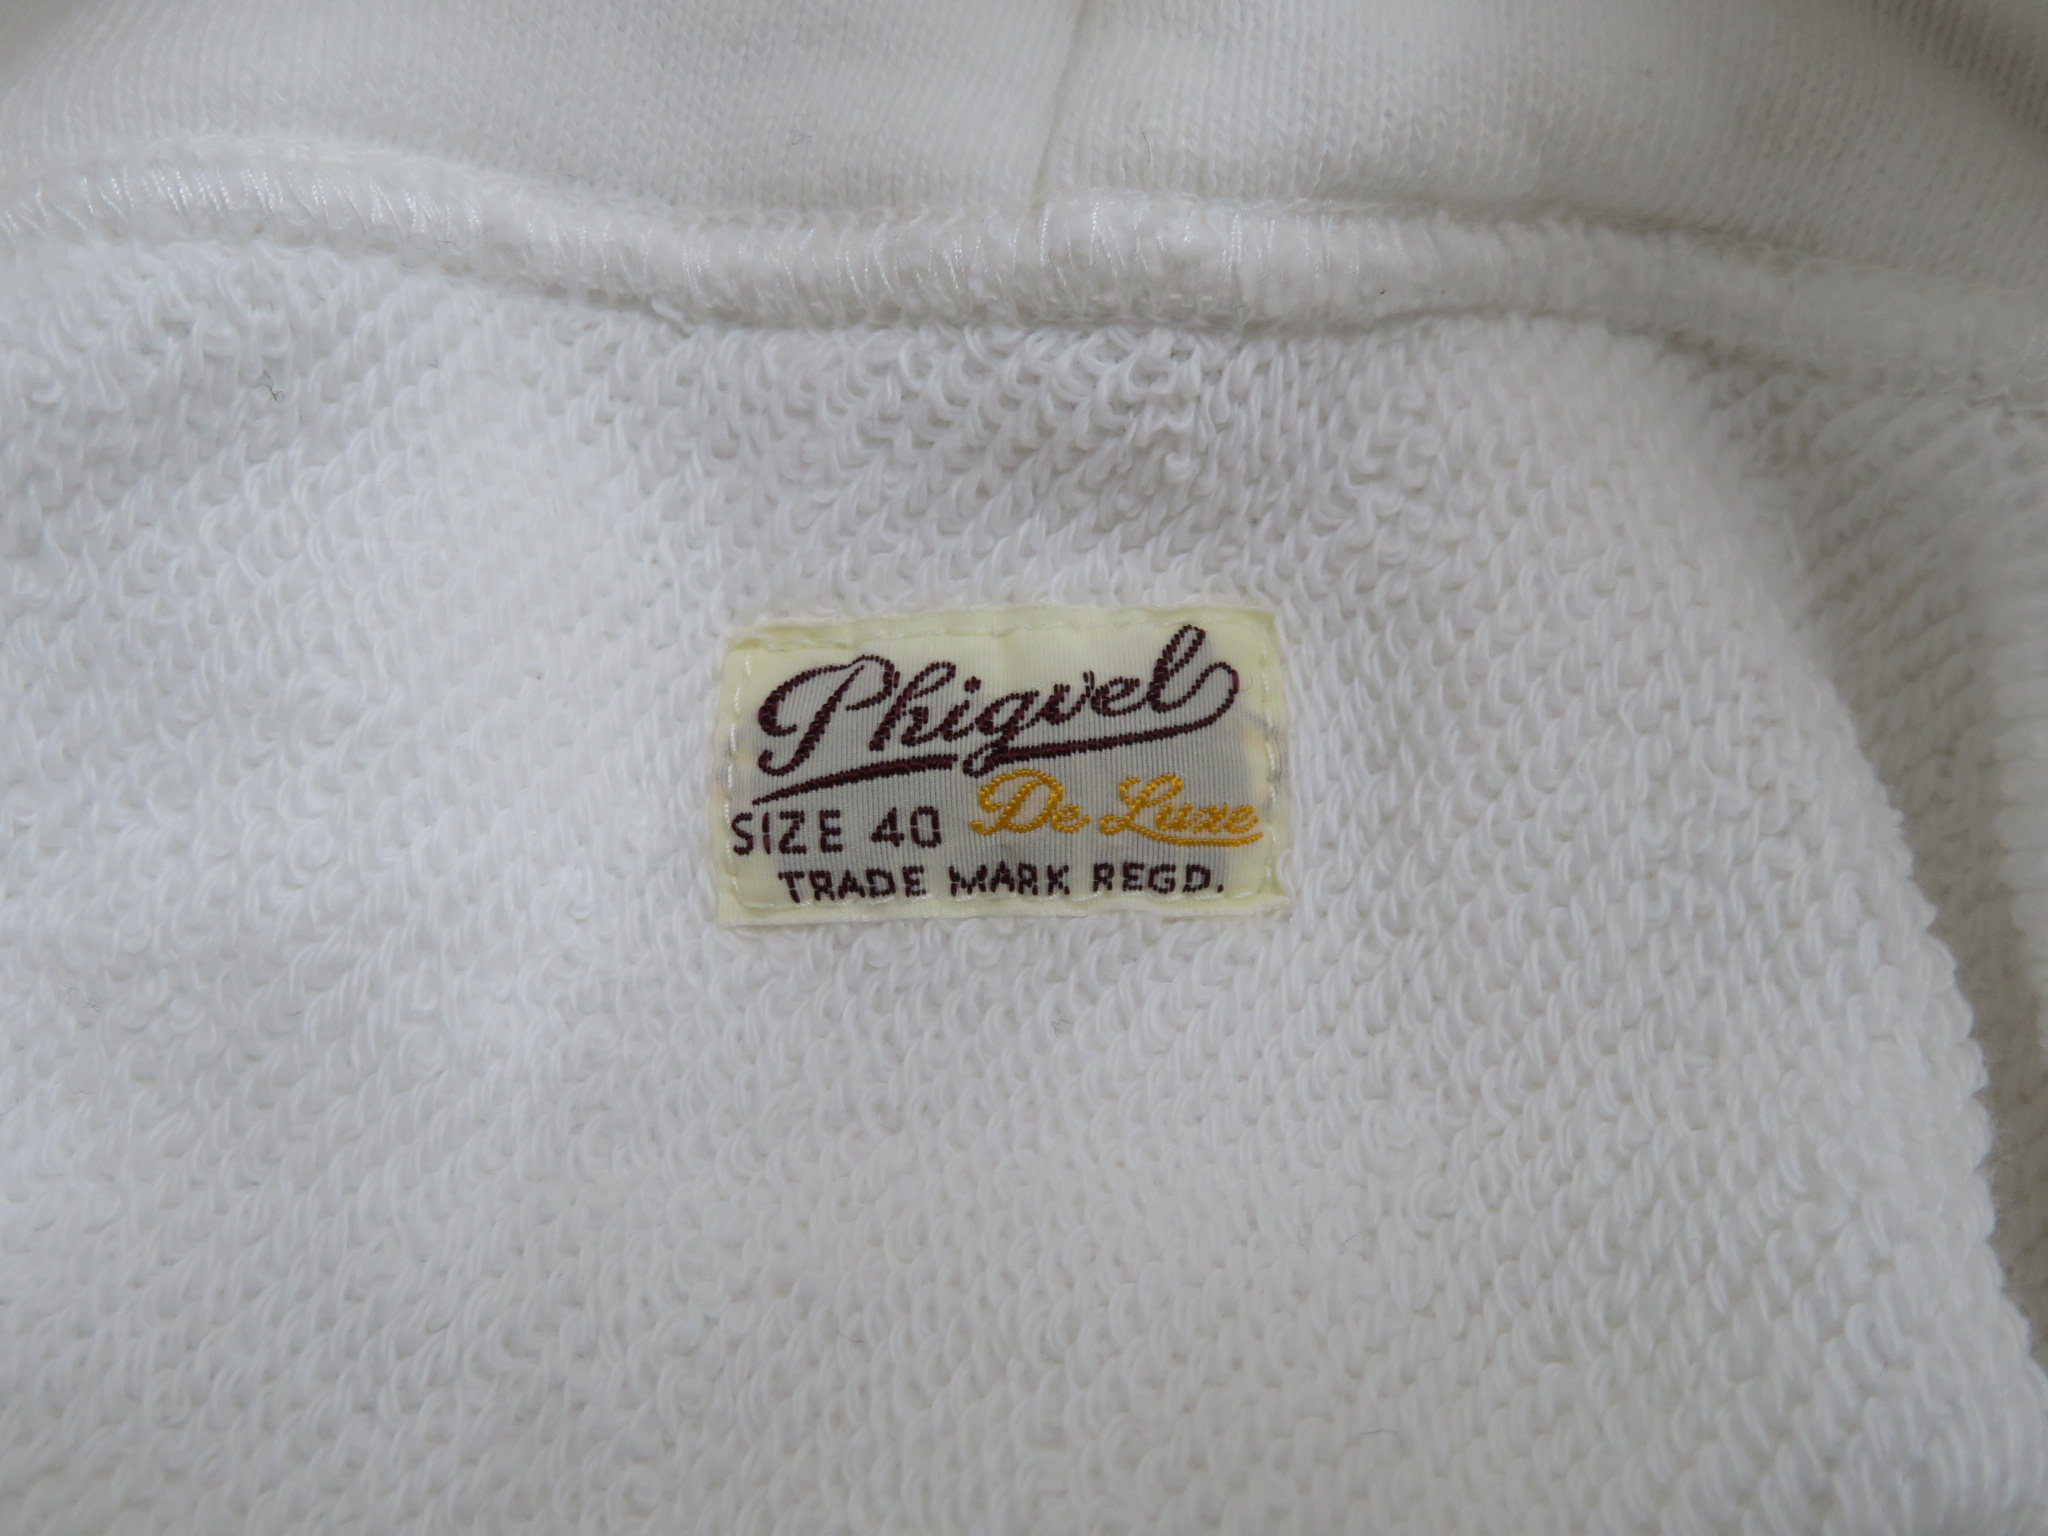 Phigvel
De Luxe
SIZE 40
TRADE MARK REGD.